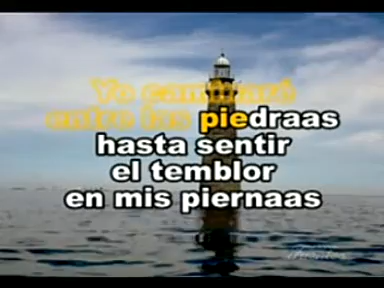 Yo caminaré
entre las piedraas
hasta sentir
el temblor
en mis piernaas